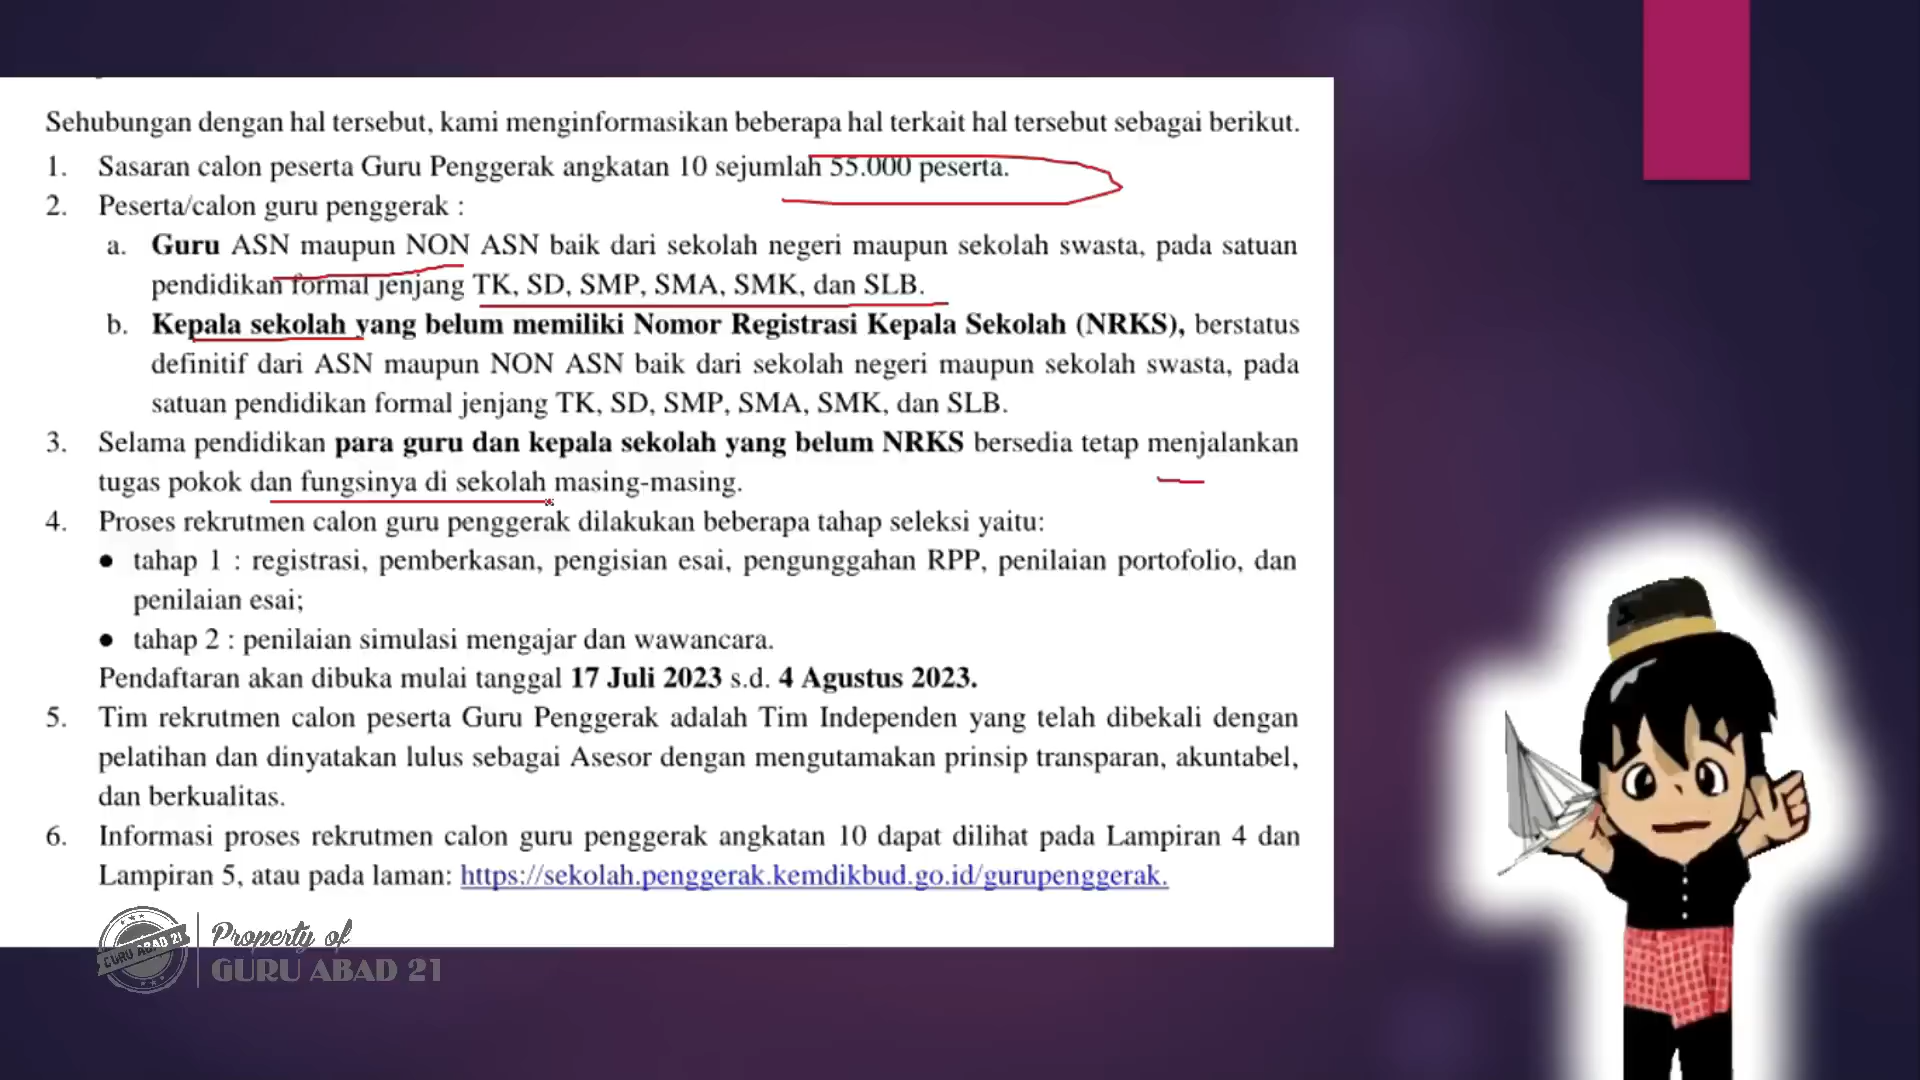 Sehubungan dengan hal tersebut, kami menginformasikan beberapa hal terkait hal tersebut sebagai berikut.
1. Sasaran calon peserta Guru Penggerak angkatan 10 sejumlah 55.000 peserta.
2. Peserta/calon guru penggerak :
a. Guru ASN maupun NON ASN baik dari sekolah negeri maupun sekolah swasta, pada satuan
pendidikan formal jenjang TK, SD, SMP, SMA, SMK, dan SLB.
b. Kepala sekolah yang belum memiliki Nomor Registrasi Kepala Sekolah (NRKS), berstatus
definitif dari ASN maupun NON ASN baik dari sekolah negeri maupun sekolah swasta, pada
satuan pendidikan formal jenjang TK, SD, SMP, SMA, SMK, dan SLB.
3. Selama pendidikan para guru dan kepala sekolah yang belum NRKS bersedia tetap menjalankan
tugas pokok dan fungsinya di sekolah masing-masing.
4. Proses rekrutmen calon guru penggerak dilakukan beberapa tahap seleksi yaitu:
● tahap 1 : registrasi, pemberkasan, pengisian esai, pengunggahan RPP, penilaian portofolio, dan
penilaian esai;
● tahap 2 : penilaian simulasi mengajar dan wawancara.
Pendaftaran akan dibuka mulai tanggal 17 Juli 2023 s.d. 4 Agustus 2023.
5. Tim rekrutmen calon peserta Guru Penggerak adalah Tim Independen yang telah dibekali dengan
pelatihan dan dinyatakan lulus sebagai Asesor dengan mengutamakan prinsip transparan, akuntabel,
dan berkualitas.
6. Informasi proses rekrutmen calon guru penggerak angkatan 10 dapat dilihat pada Lampiran 4 dan
Lampiran 5, atau pada laman: https://sekolah.penggerak.kemdikbud.go.id/gurupenggerak.
GURU ABAD 21
Property of
GURU ABAD 21